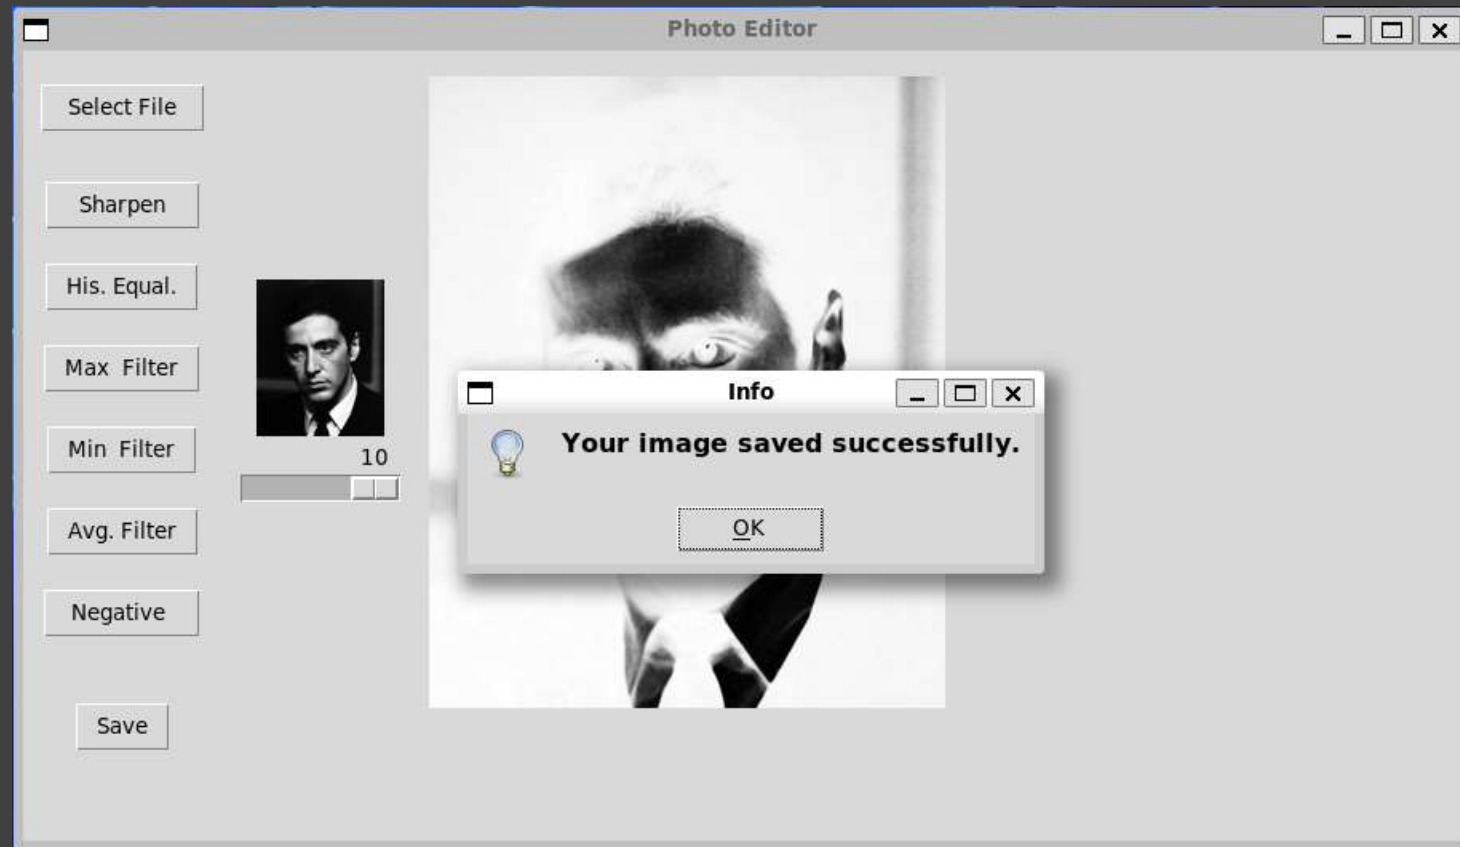 Photo Editor
Select File
Sharpen
His. Equal.
Max Filter
Min Filter
Avg. Filter
Negative
Save
10
Info
Your image saved successfully.
OK